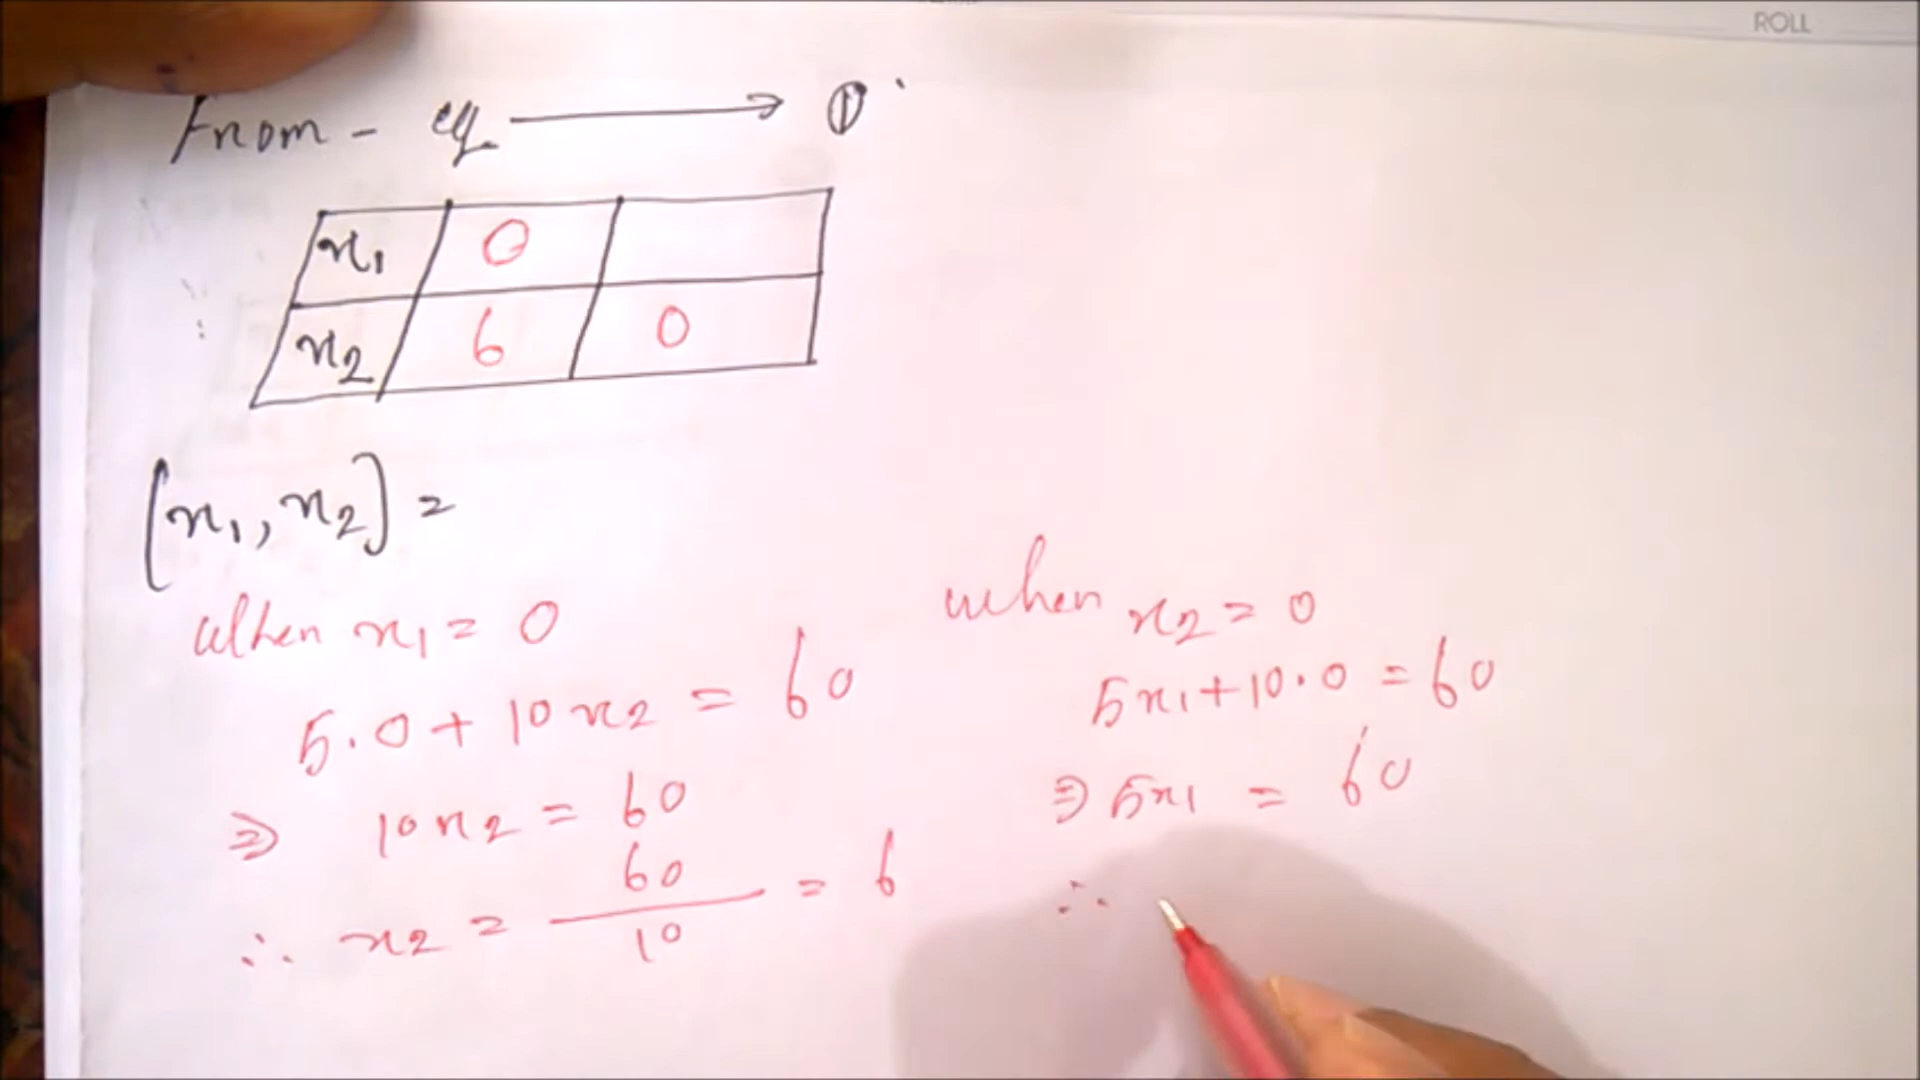 ROLL
From - eq. ⟶ ①
x1 0
x2 6 0
[x1, x2] =
When x1 = 0
5.0 + 10x2 = 60
⇒ 10x2 = 60
∴ x2 = 60/10 = 6
when x2 = 0
5x1 + 10.0 = 60
⇒ 5x1 = 60
∴